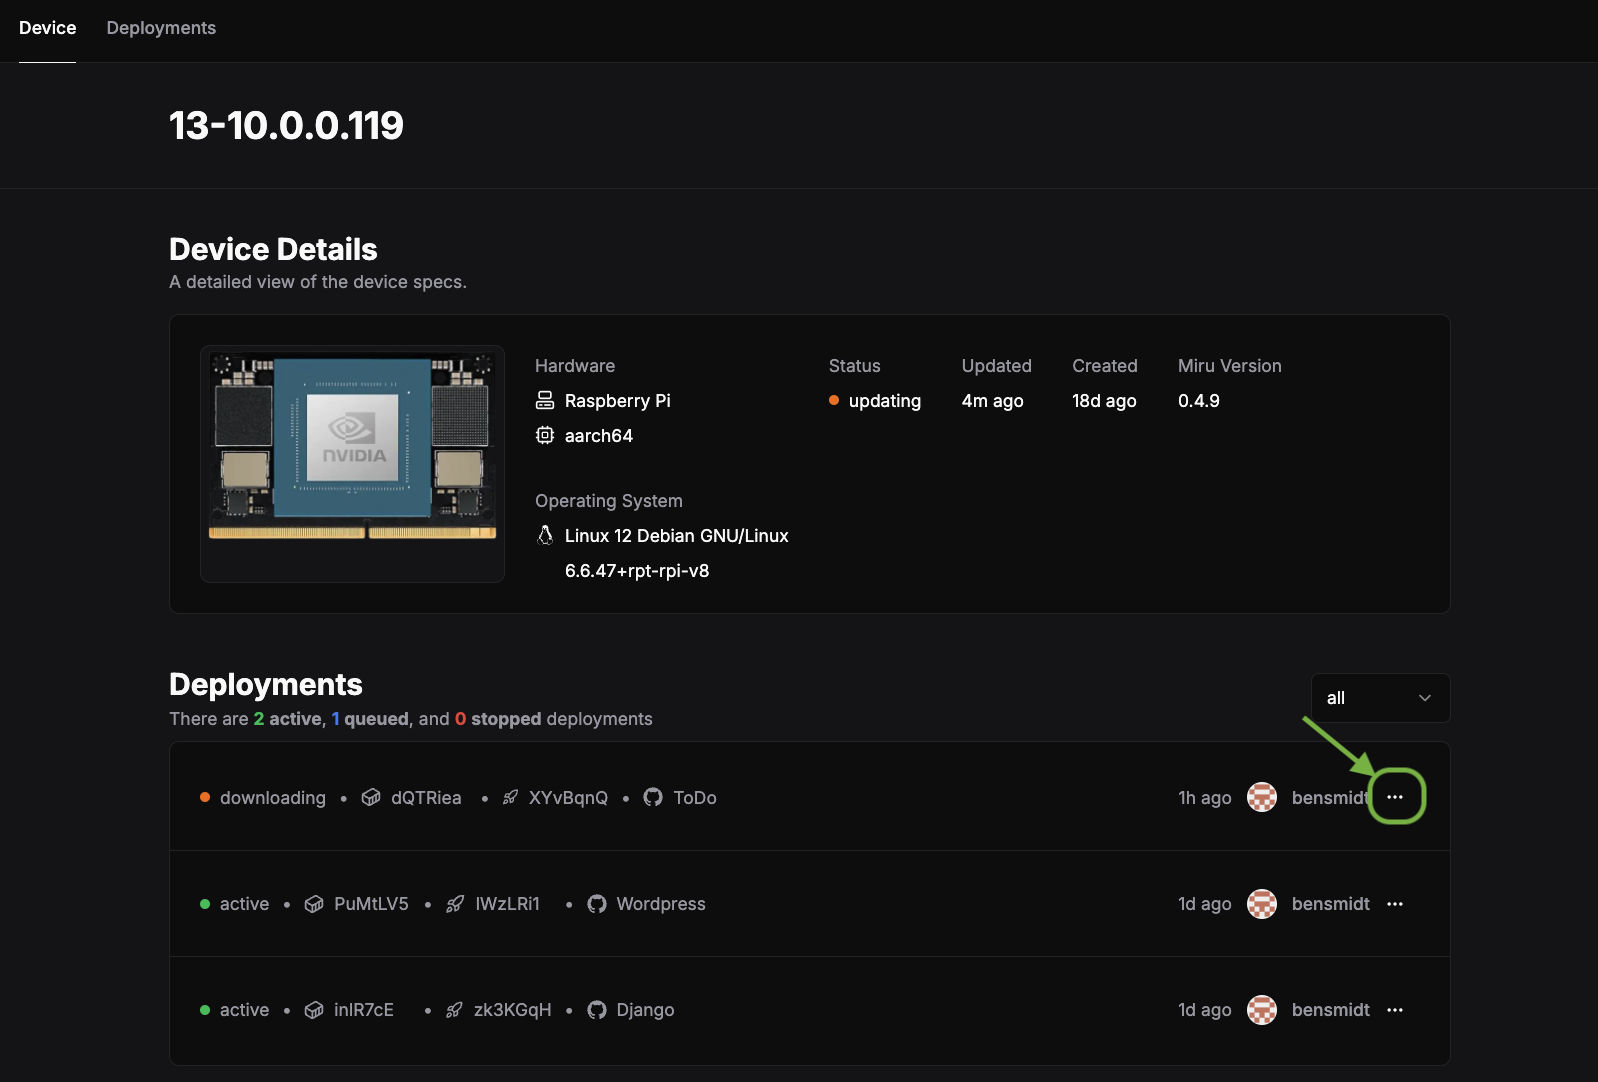 Device Deployments
13-10.0.0.119
Device Details
A detailed view of the device specs.
NVIDIA
Hardware Status Updated Created Miru Version
Raspberry Pi updating 4m ago 18d ago 0.4.9
aarch64
Operating System
Linux 12 Debian GNU/Linux
6.6.47+rpt-rpi-v8
Deployments
There are 2 active, 1 queued, and 0 stopped deployments
all
downloading • dQTRiea • XYvBqnQ • ToDo 1h ago bensmidt ...
active • PuMtLV5 • IWzLRi1 • Wordpress 1d ago bensmidt ...
active • inIR7cE • zk3KGqH • Django 1d ago bensmidt ...